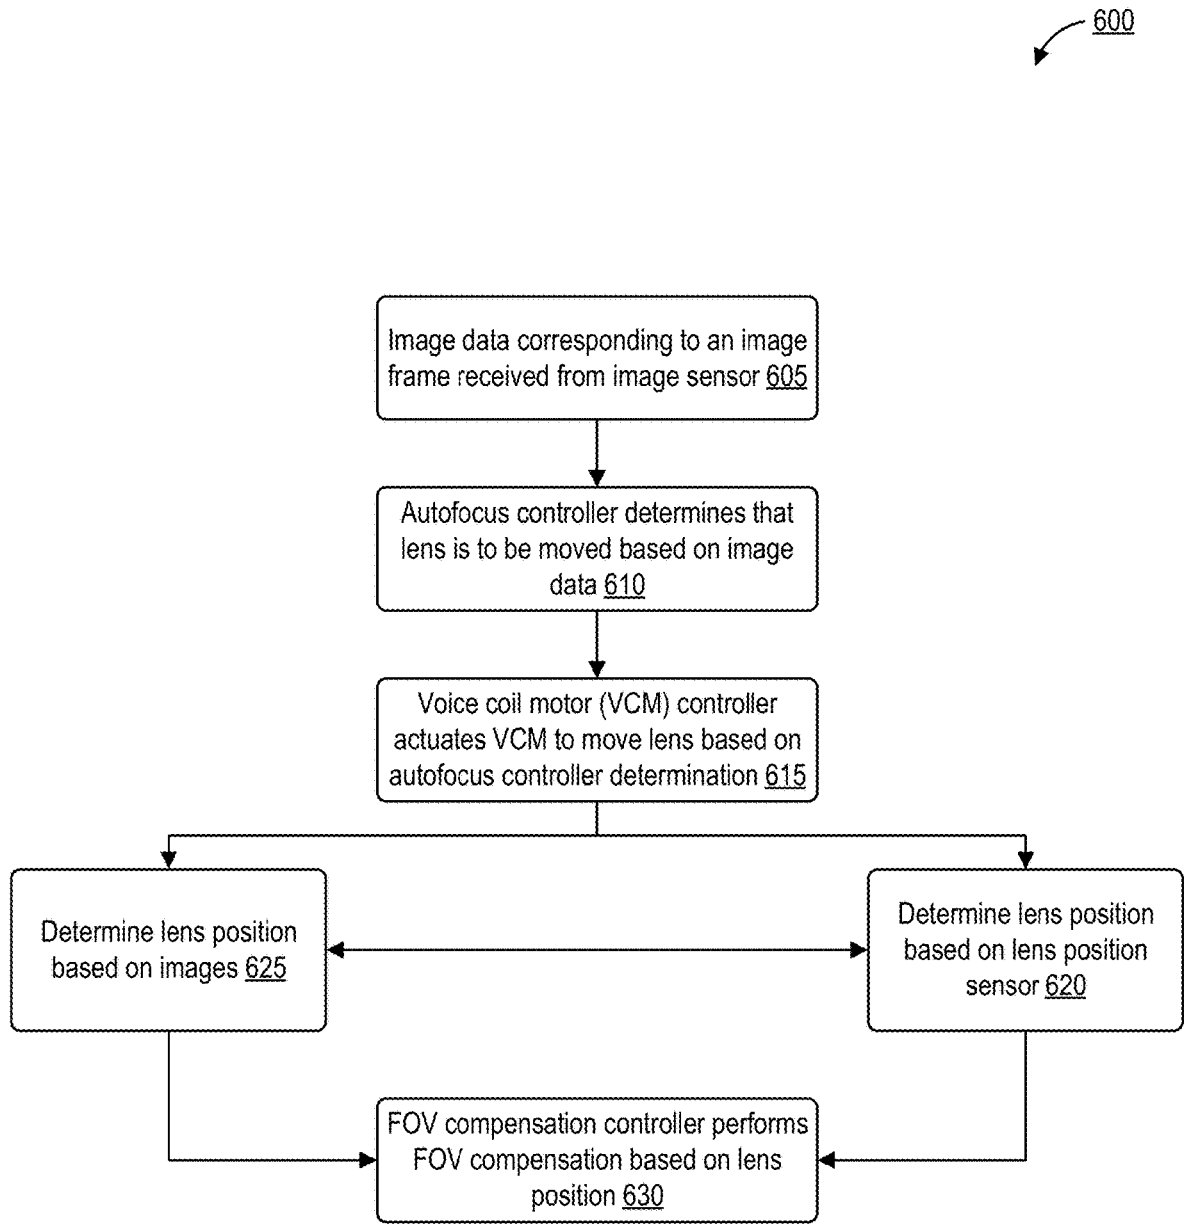 600
Image data corresponding to an image
frame received from image sensor 605
Autofocus controller determines that
lens is to be moved based on image
data 610
Voice coil motor (VCM) controller
actuates VCM to move lens based on
autofocus controller determination 615
Determine lens position
based on images 625
Determine lens position
based on lens position
sensor 620
FOV compensation controller performs
FOV compensation based on lens
position 630